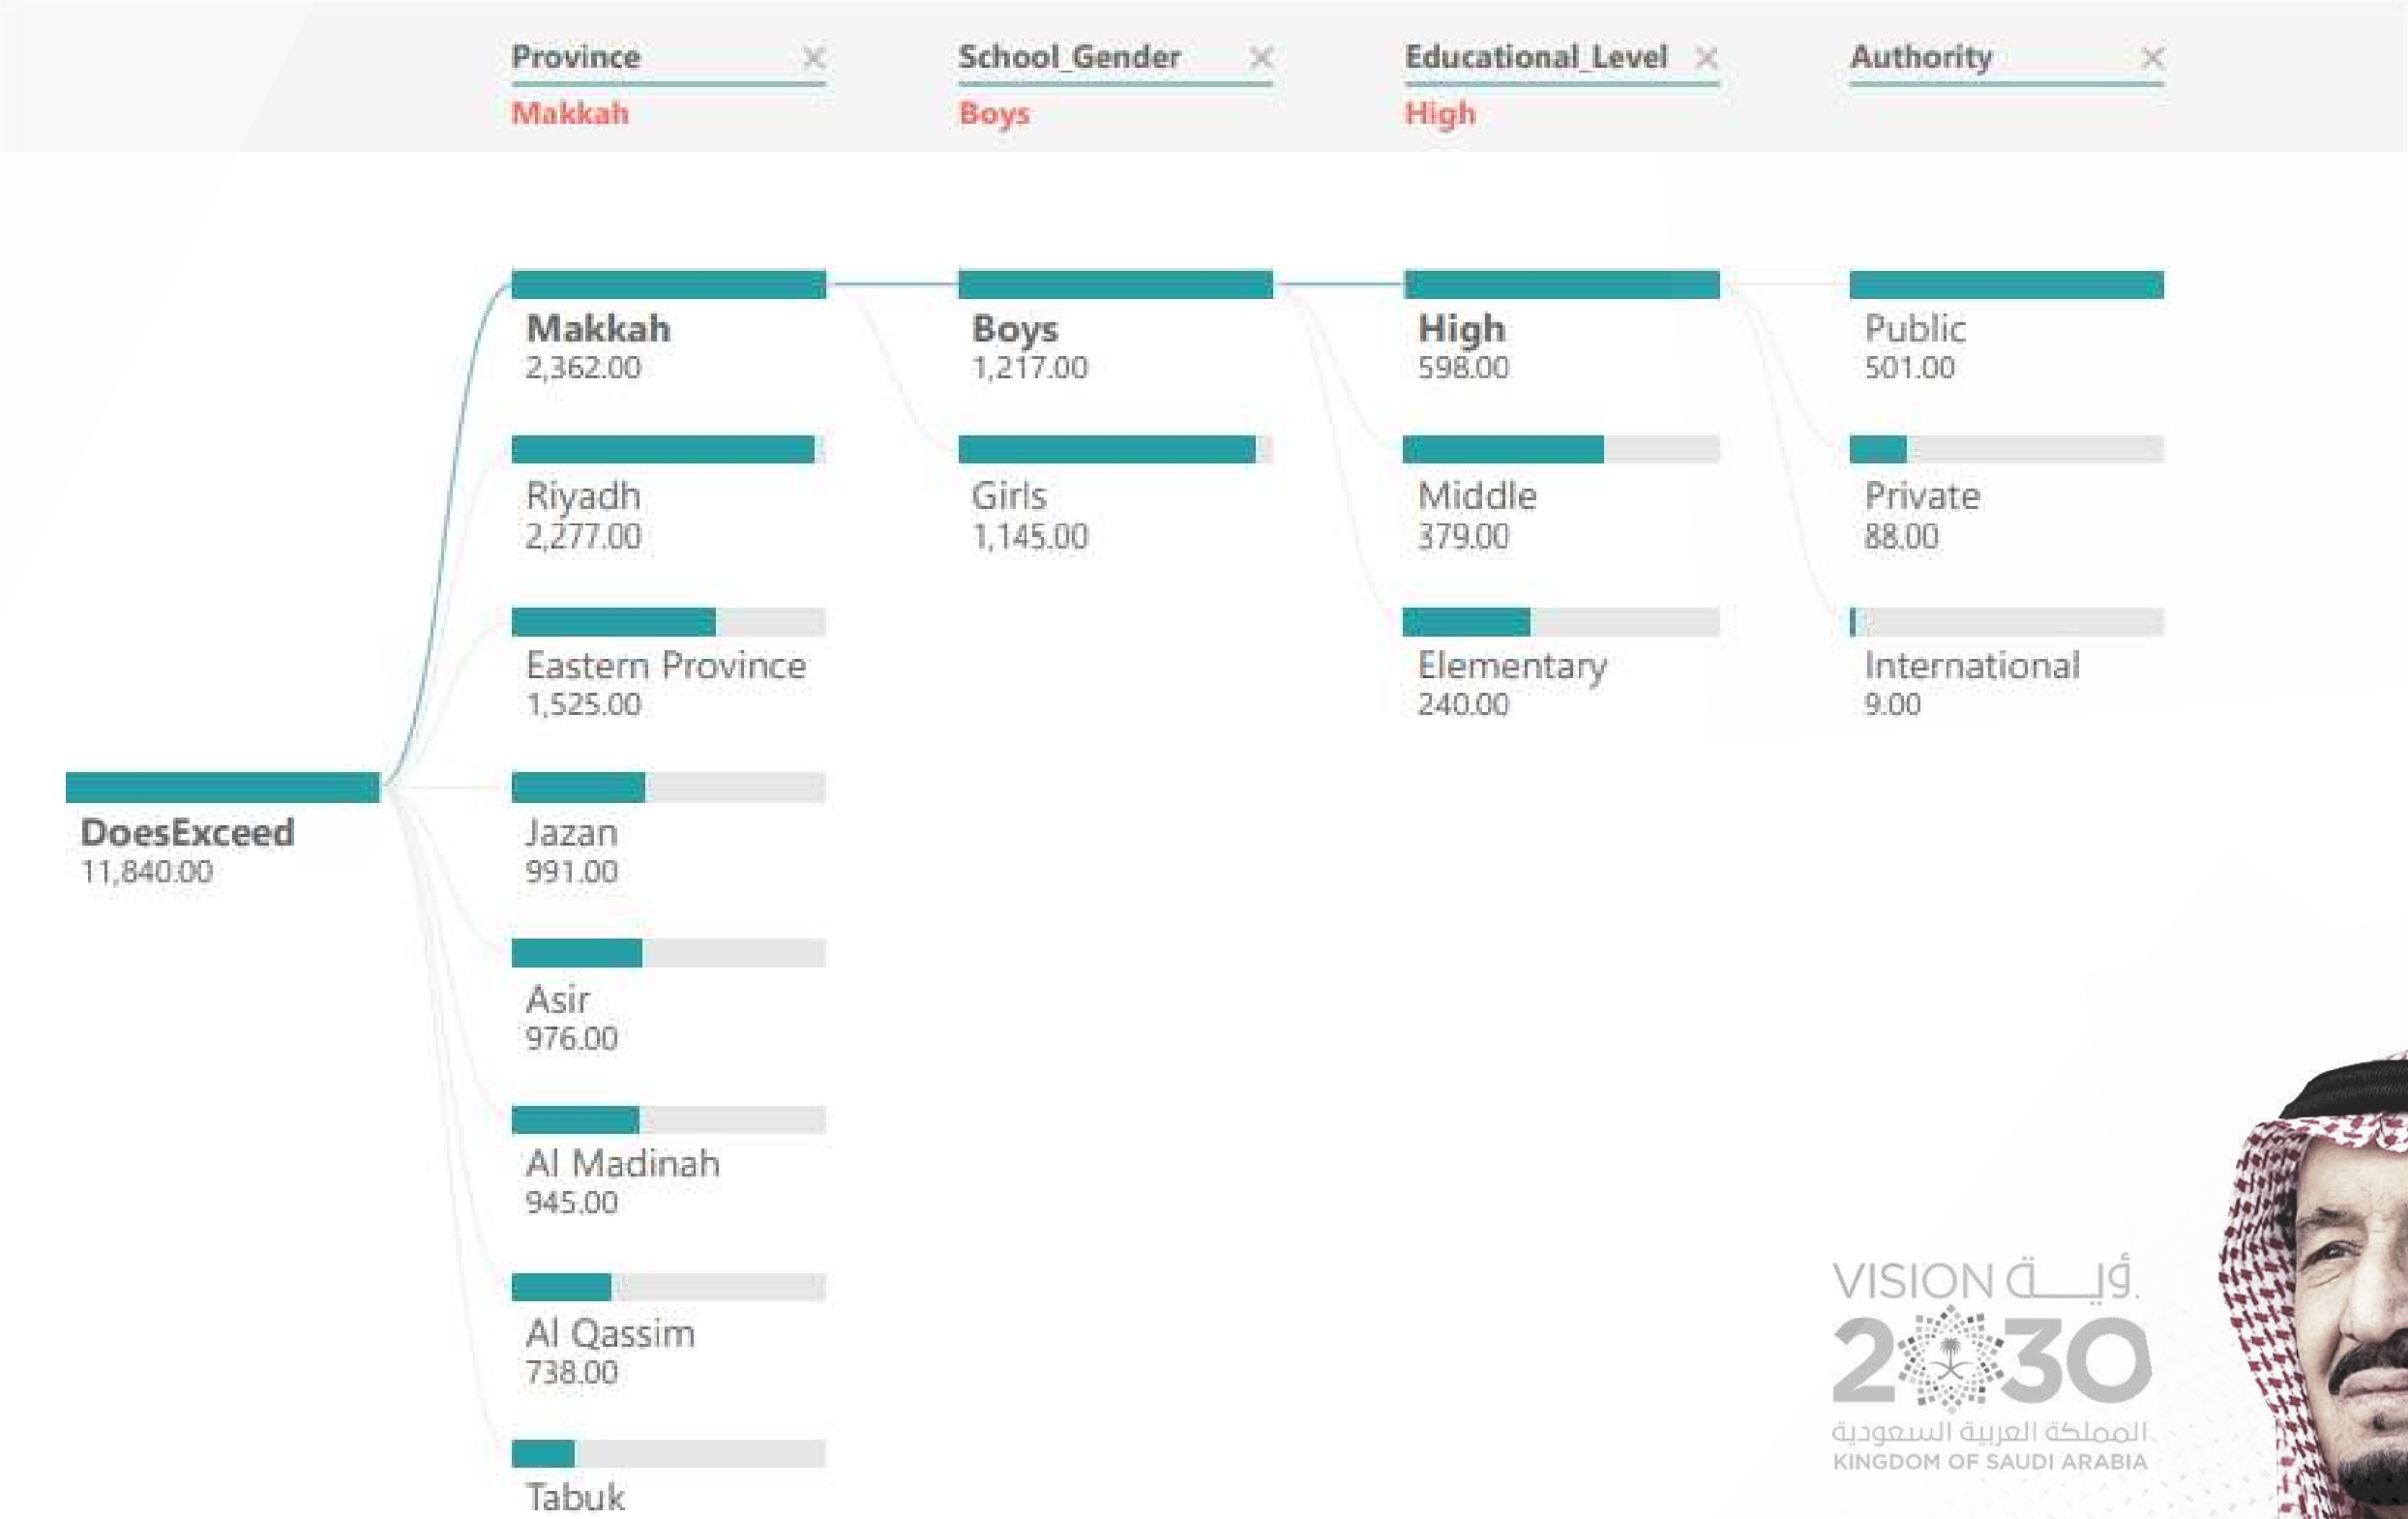 Province
School_Gender
Educational_Level
Authority
Makkah
Boys
High
Makkah
2,362.00
Boys
1,217.00
High
598.00
Public
501.00
Riyadh
2,277.00
Girls
1,145.00
Middle
379.00
Private
88.00
Eastern Province
1,525.00
Elementary
240.00
International
9.00
DoesExceed
11,840.00
Jazan
991.00
Asir
976.00
Al Madinah
945.00
Al Qassim
738.00
Tabuk
VISION ؤيـــة
2030
المملكة العربية السعودية
KINGDOM OF SAUDI ARABIA